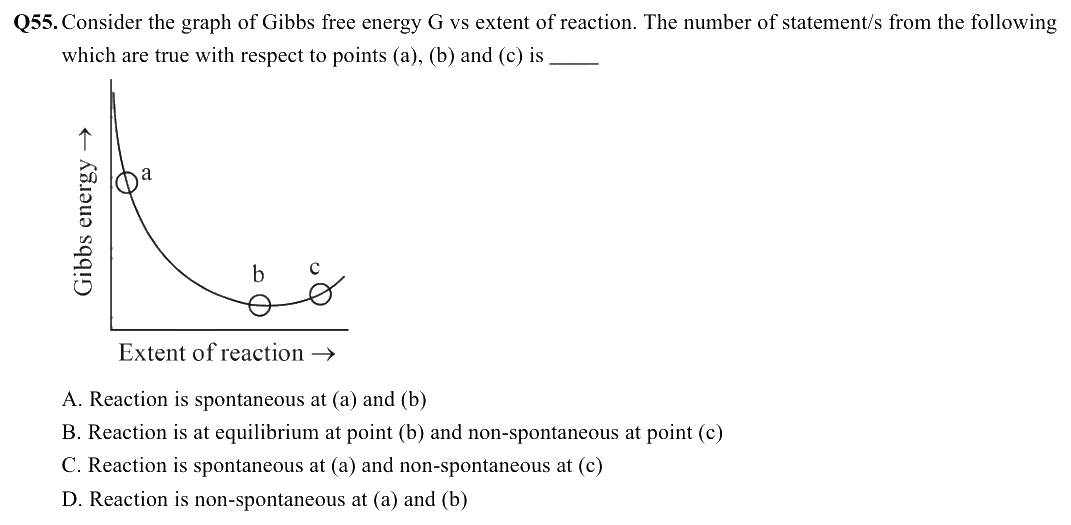 Q55. Consider the graph of Gibbs free energy G vs extent of reaction. The number of statement/s from the following
which are true with respect to points (a), (b) and (c) is _____
Gibbs energy →
a
b
c
Extent of reaction →
A. Reaction is spontaneous at (a) and (b)
B. Reaction is at equilibrium at point (b) and non-spontaneous at point (c)
C. Reaction is spontaneous at (a) and non-spontaneous at (c)
D. Reaction is non-spontaneous at (a) and (b)